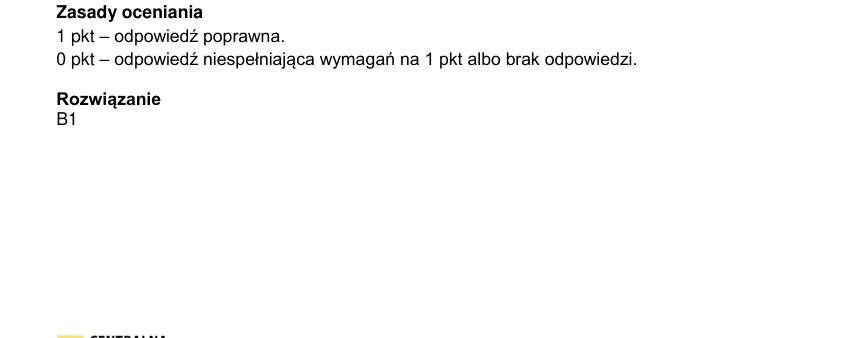 Zasady oceniania
1 pkt – odpowiedź poprawna.
0 pkt – odpowiedź niespełniająca wymagań na 1 pkt albo brak odpowiedzi.
Rozwiązanie
B1
CENTRALNA